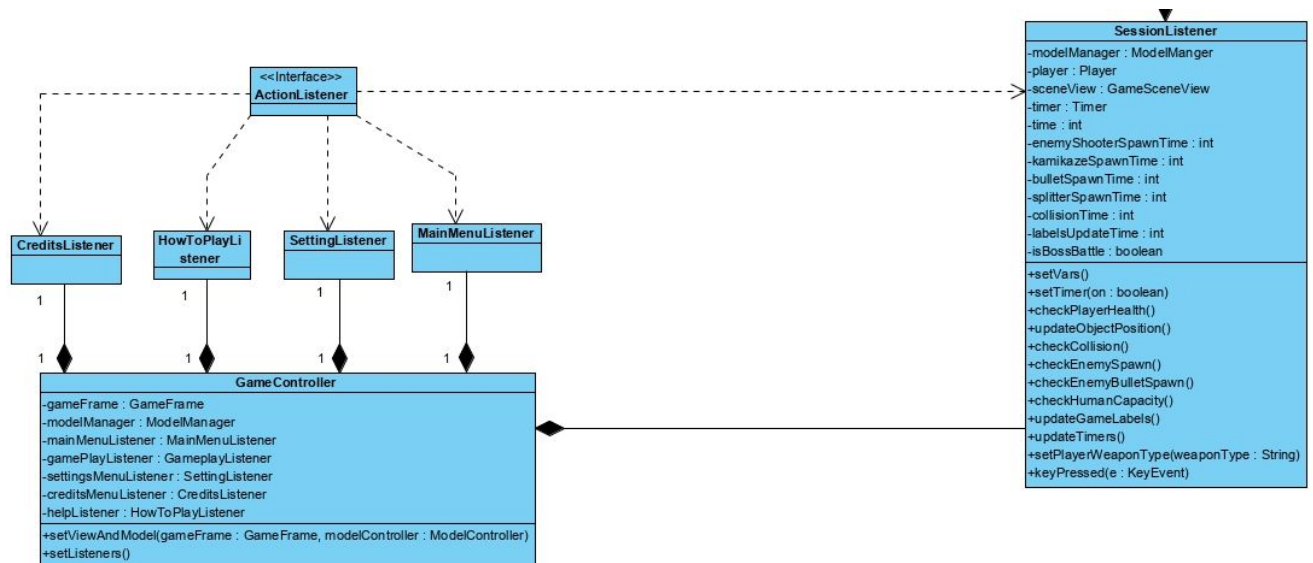 <<Interface>>
ActionListener
CreditsListener
HowToPlayLi
stener
SettingListener
MainMenuListener
1
1
1
1
1
1
1
1
GameController
-gameFrame : GameFrame
-modelManager : ModelManager
-mainMenuListener : MainMenuListener
-gamePlayListener : GameplayListener
-settingsMenuListener : SettingListener
-creditsMenuListener : CreditsListener
-helpListener : HowToPlayListener
+setViewAndModel(gameFrame : GameFrame, modelController : ModelController)
+setListeners()
SessionListener
-modelManager : ModelManger
-player : Player
-sceneView : GameSceneView
-timer : Timer
-time : int
-enemyShooterSpawnTime : int
-kamikazeSpawnTime : int
-bulletSpawnTime : int
-splitterSpawnTime : int
-collisionTime : int
-labelsUpdateTime : int
-isBossBattle : boolean
+setVars()
+setTimer(on : boolean)
+checkPlayerHealth()
+updateObjectPosition()
+checkCollision()
+checkEnemySpawn()
+checkEnemyBulletSpawn()
+checkHumanCapacity()
+updateGameLabels()
+updateTimers()
+setPlayerWeaponType(weaponType : String)
+keyPressed(e : KeyEvent)